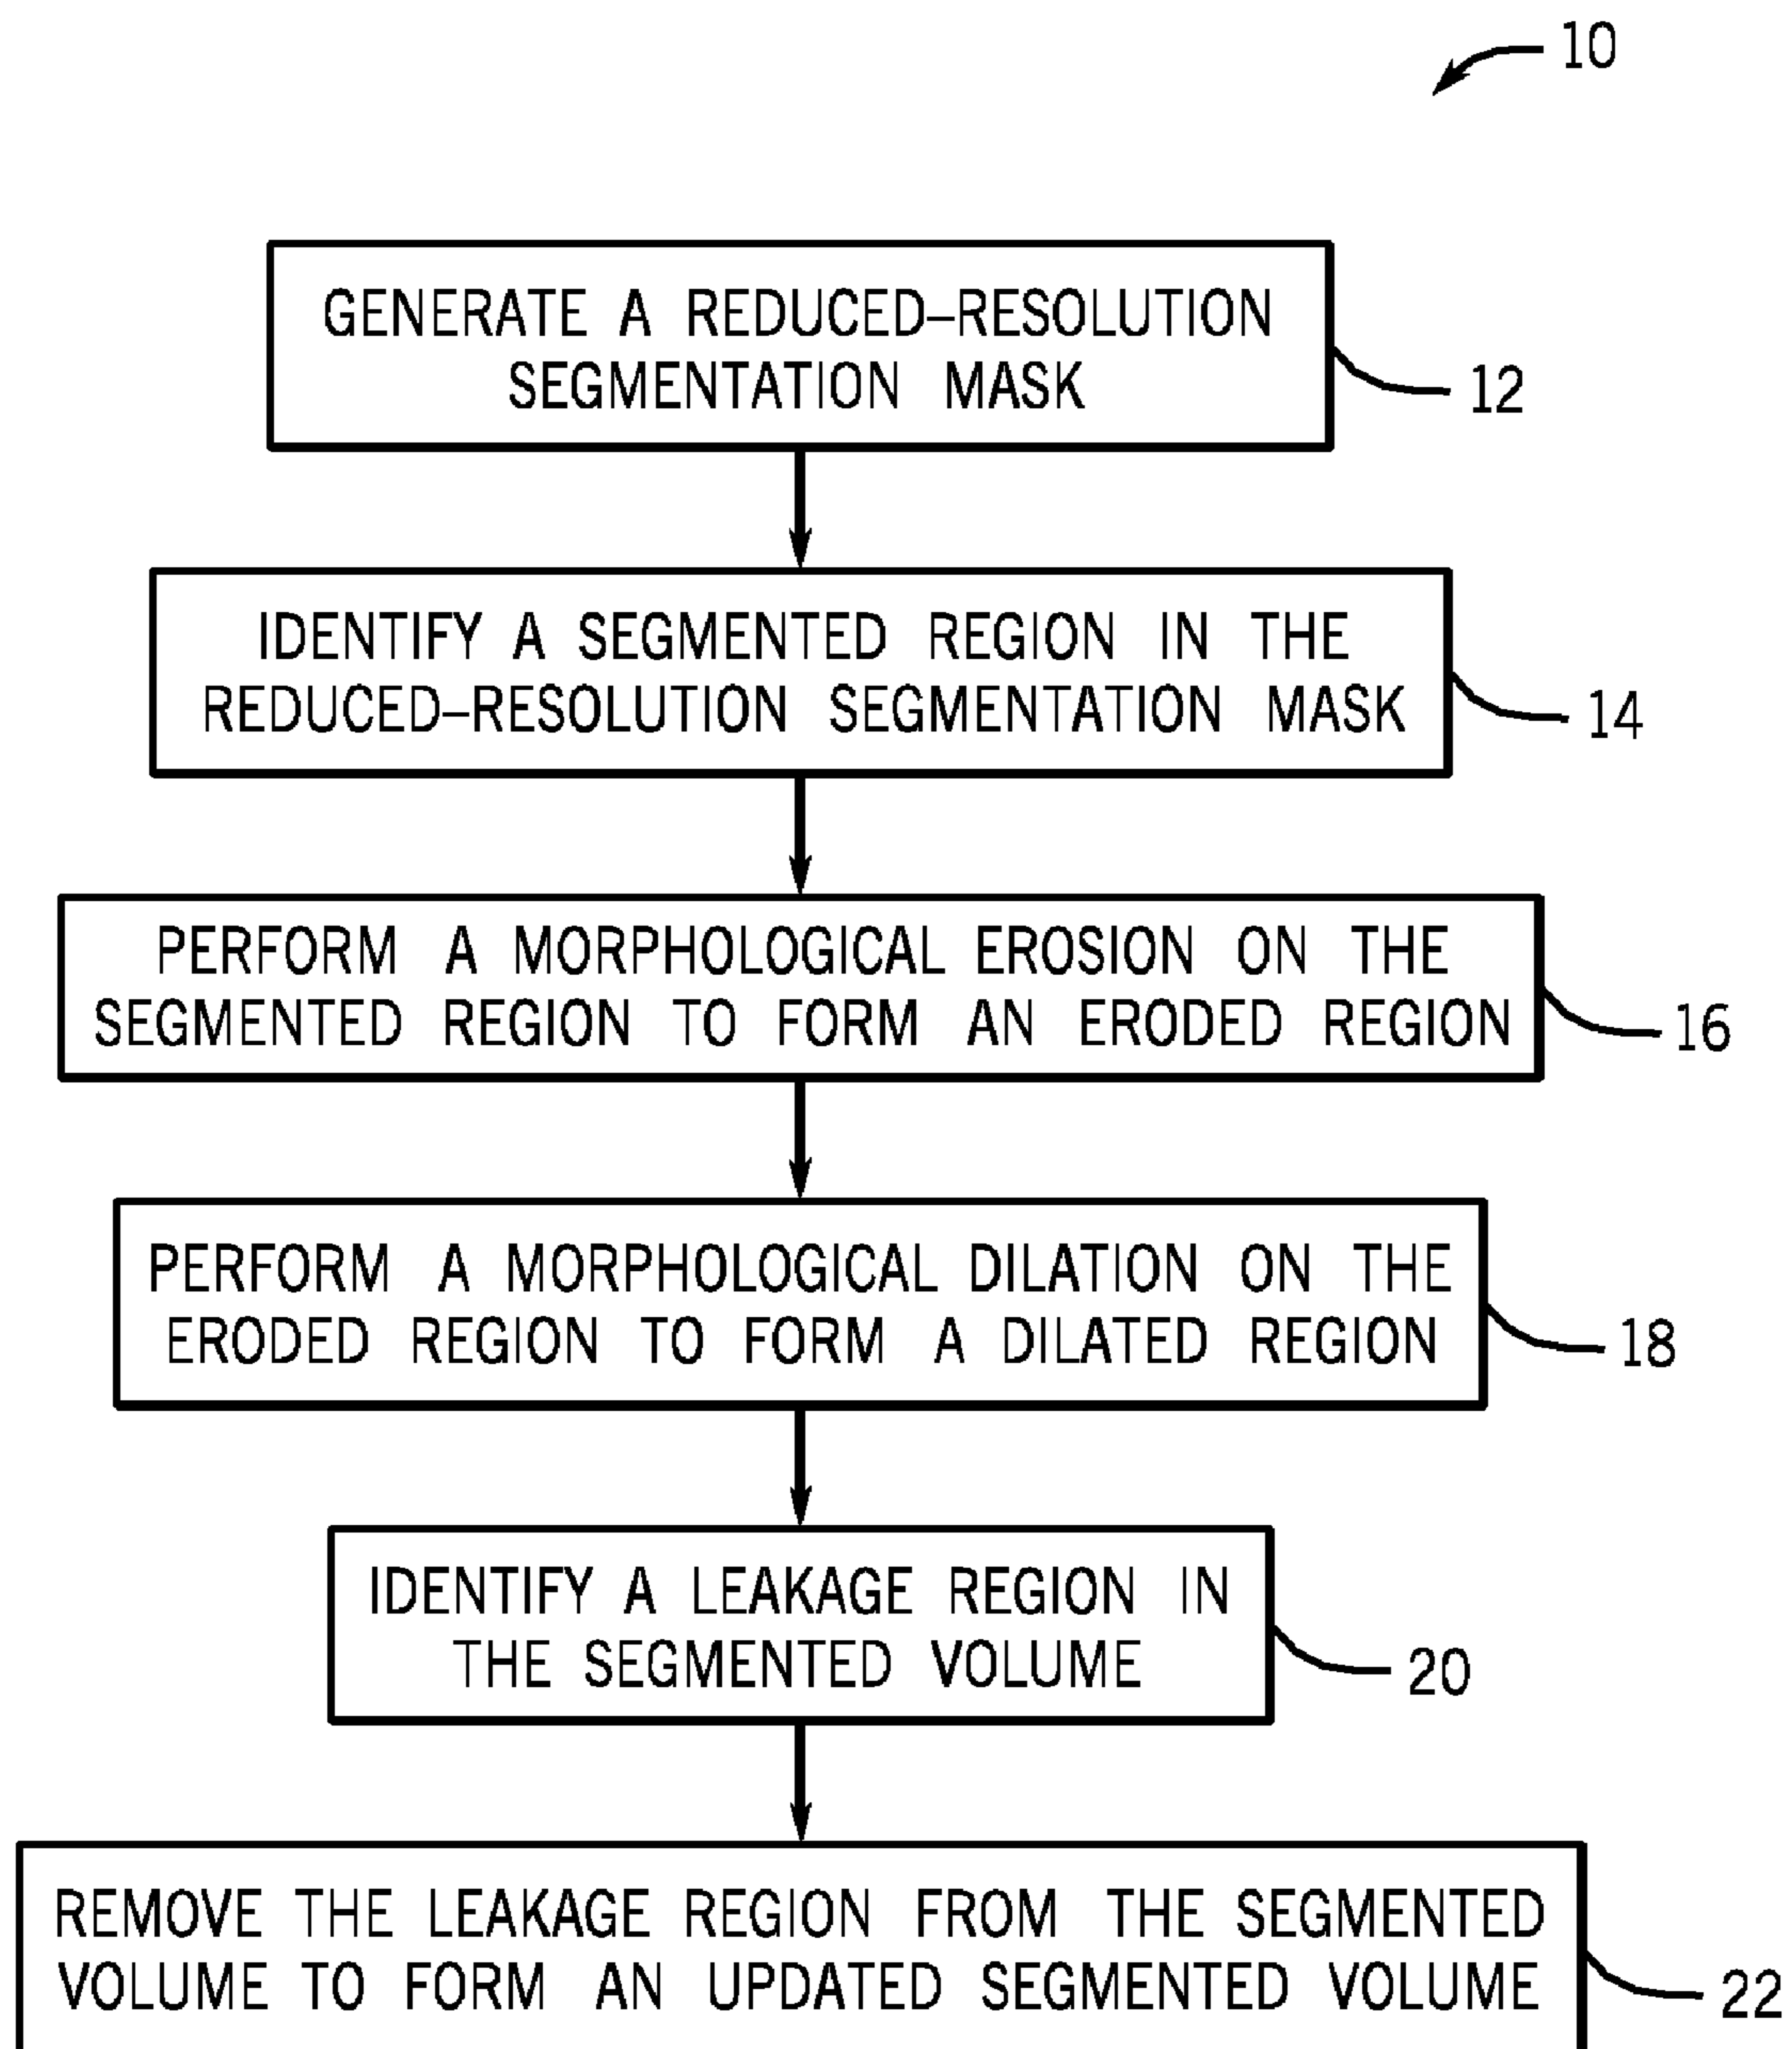 10
GENERATE A REDUCED–RESOLUTION
SEGMENTATION MASK
12
IDENTIFY A SEGMENTED REGION IN THE
REDUCED–RESOLUTION SEGMENTATION MASK
14
PERFORM A MORPHOLOGICAL EROSION ON THE
SEGMENTED REGION TO FORM AN ERODED REGION
16
PERFORM A MORPHOLOGICAL DILATION ON THE
ERODED REGION TO FORM A DILATED REGION
18
IDENTIFY A LEAKAGE REGION IN
THE SEGMENTED VOLUME
20
REMOVE THE LEAKAGE REGION FROM THE SEGMENTED
VOLUME TO FORM AN UPDATED SEGMENTED VOLUME
22